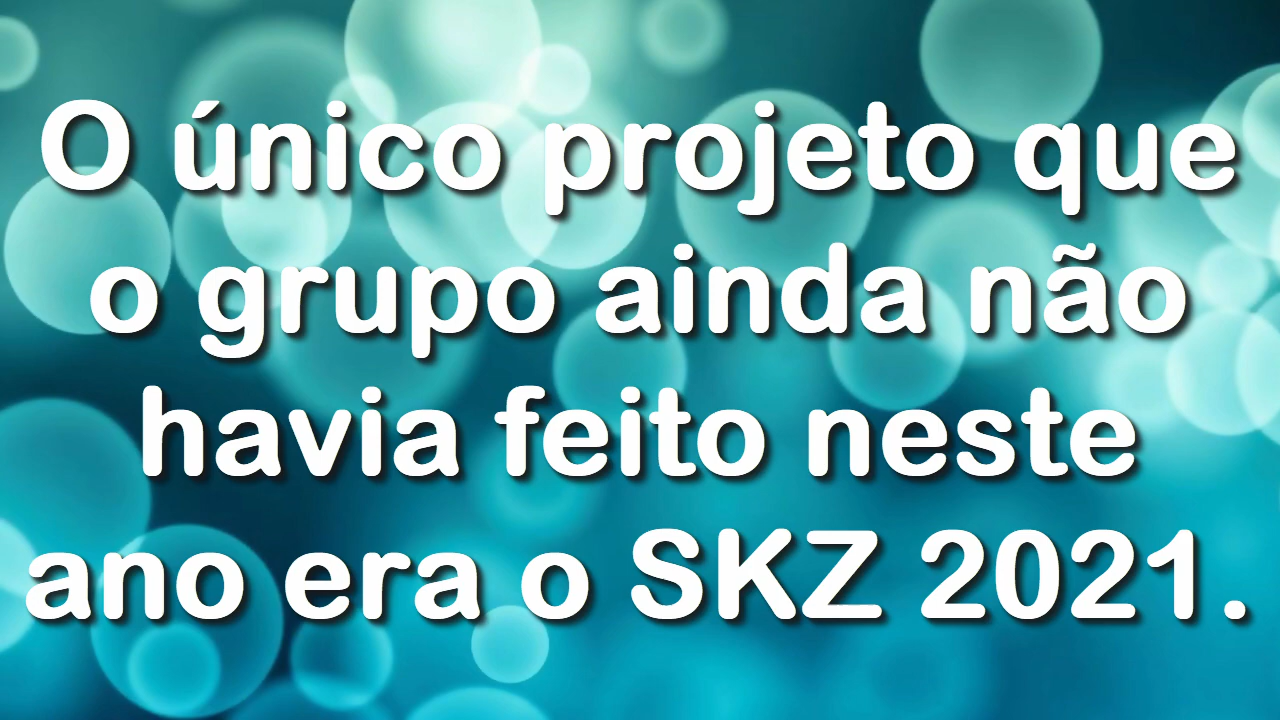 O único projeto que
o grupo ainda não
havia feito neste
ano era o SKZ 2021.